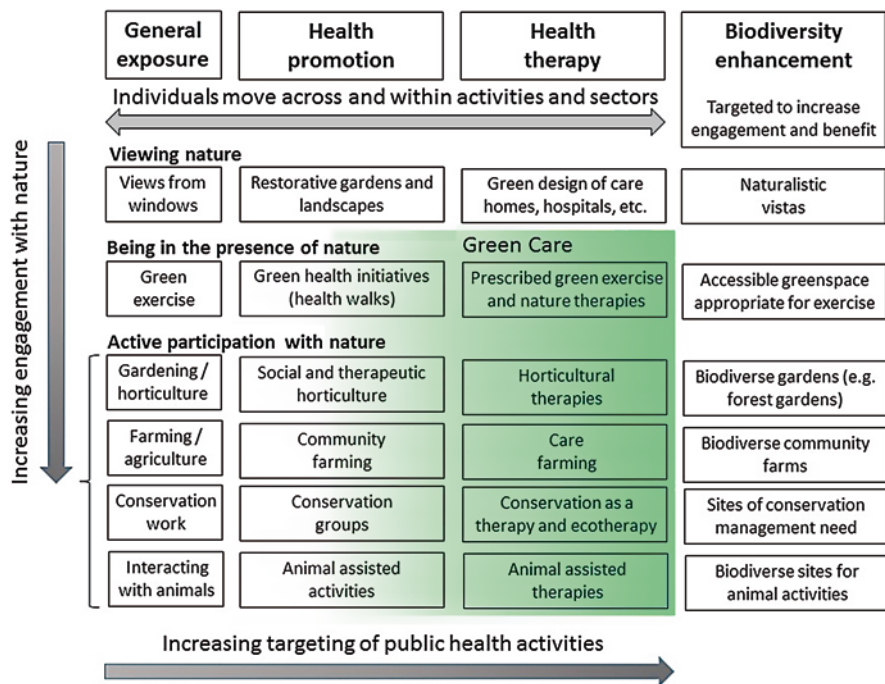 General
exposure
Health
promotion
Health
therapy
Biodiversity
enhancement
Targeted to increase
engagement and benefit
Individuals move across and within activities and sectors
Increasing engagement with nature
Viewing nature
Views from
windows
Restorative gardens and
landscapes
Green design of care
homes, hospitals, etc.
Naturalistic
vistas
Being in the presence of nature
Green Care
Green
exercise
Green health initiatives
(health walks)
Prescribed green exercise
and nature therapies
Accessible greenspace
appropriate for exercise
Active participation with nature
Gardening /
horticulture
Social and therapeutic
horticulture
Horticultural
therapies
Biodiverse gardens (e.g.
forest gardens)
Farming /
agriculture
Community
farming
Care
farming
Biodiverse community
farms
Conservation
work
Conservation
groups
Conservation as a
therapy and ecotherapy
Sites of conservation
management need
Interacting
with animals
Animal assisted
activities
Animal assisted
therapies
Biodiverse sites for
animal activities
Increasing targeting of public health activities